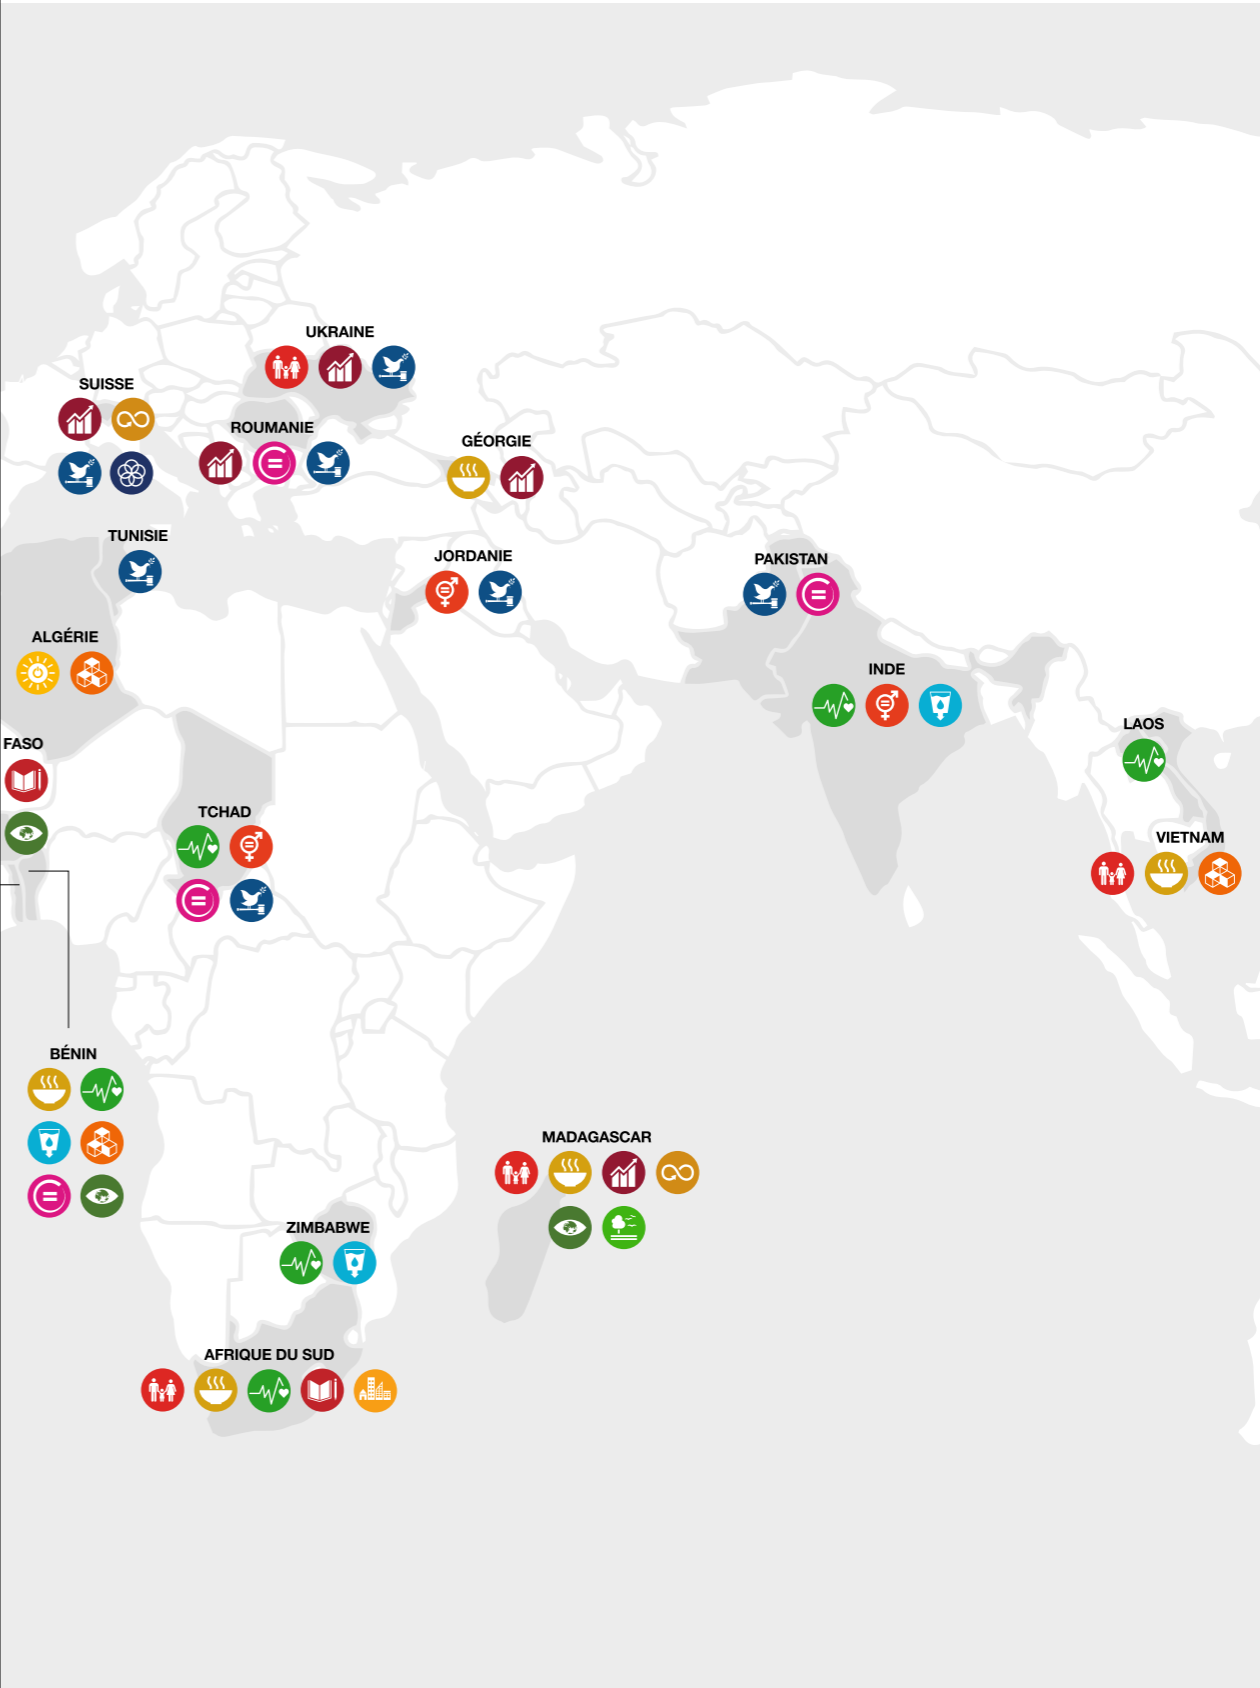 UKRAINE
SUISSE
ROUMANIE
GÉORGIE
TUNISIE
JORDANIE
PAKISTAN
ALGÉRIE
INDE
LAOS
FASO
TCHAD
VIETNAM
BÉNIN
MADAGASCAR
ZIMBABWE
AFRIQUE DU SUD